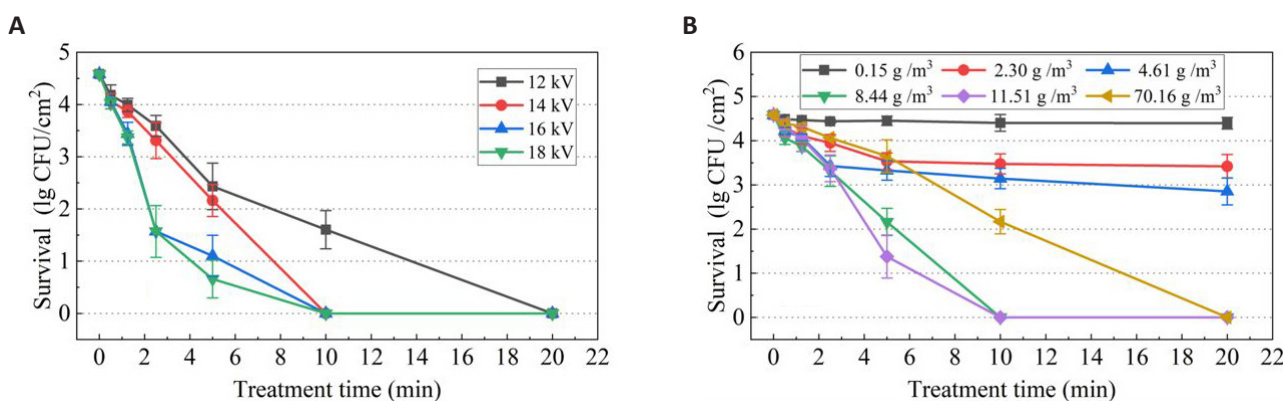 A
Survival (lg CFU/cm²)
5
4
3
2
1
0
12 kV
14 kV
16 kV
18 kV
0 2 4 6 8 10 12 14 16 18 20 22
Treatment time (min)
B
Survival (lg CFU /cm²)
6
5
4
3
2
1
0
0.15 g /m³ 2.30 g /m³ 4.61 g /m³
8.44 g /m³ 11.51 g /m³ 70.16 g /m³
0 2 4 6 8 10 12 14 16 18 20 22
Treatment time (min)